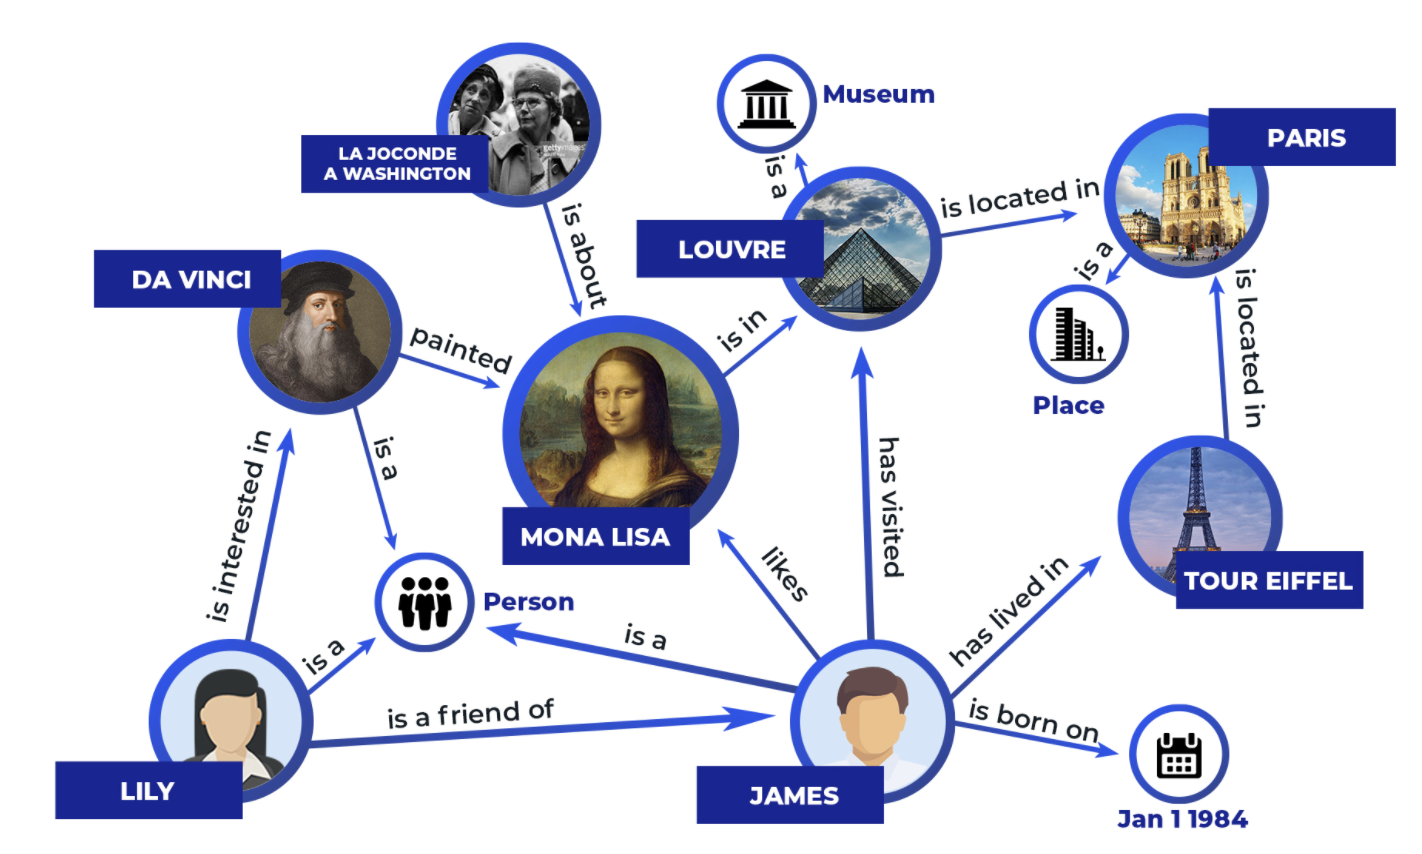 Museum
PARIS
LA JOCONDE
A WASHINGTON
gettyimages
is a
is located in
is about
LOUVRE
DA VINCI
is a
is located in
painted
is in
Place
is interested in
is a
has visited
MONA LISA
likes
TOUR EIFFEL
has lived in
Person
is a
is a
is a friend of
is born on
LILY
JAMES
Jan 1 1984